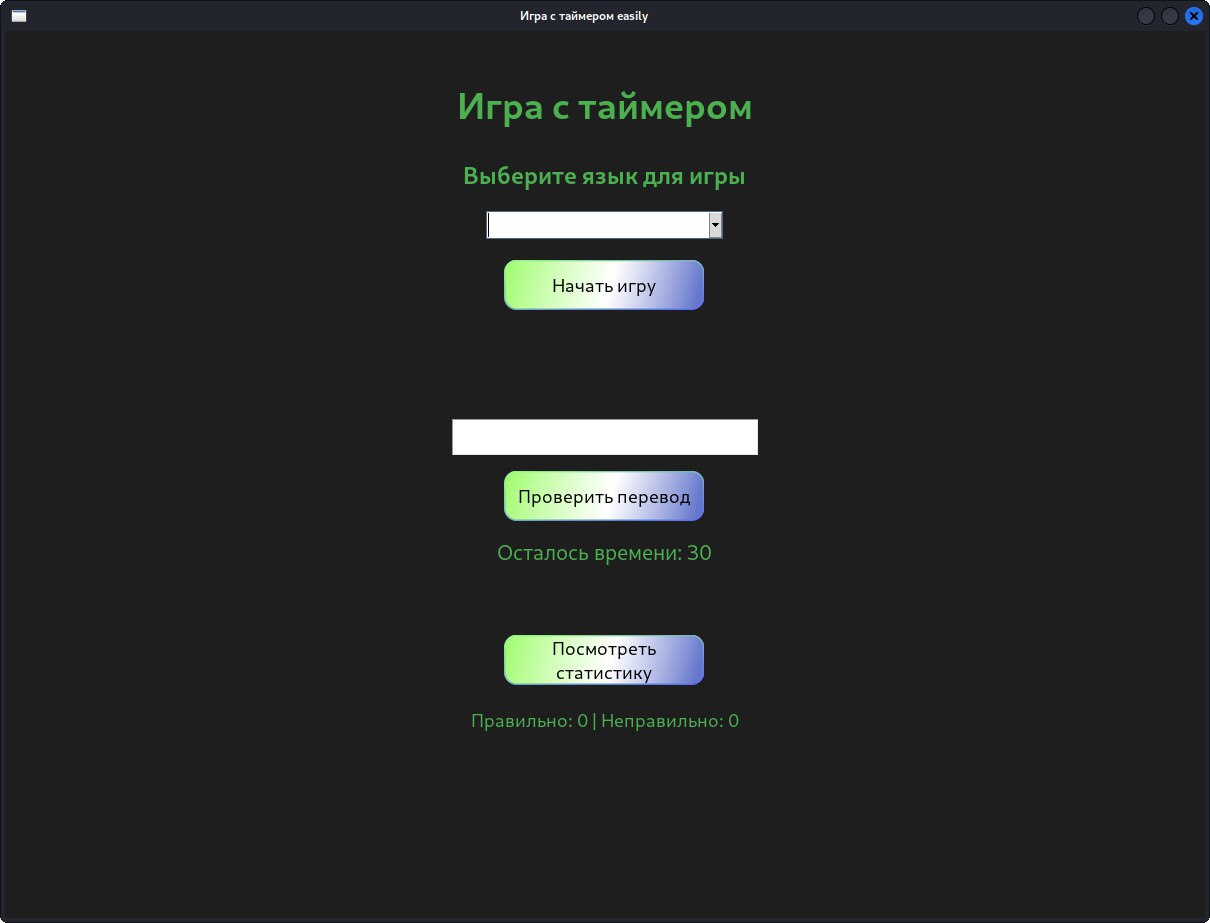 Игра с таймером easily
Игра с таймером
Выберите язык для игры
Начать игру
Проверить перевод
Осталось времени: 30
Посмотреть
статистику
Правильно: 0 | Неправильно: 0